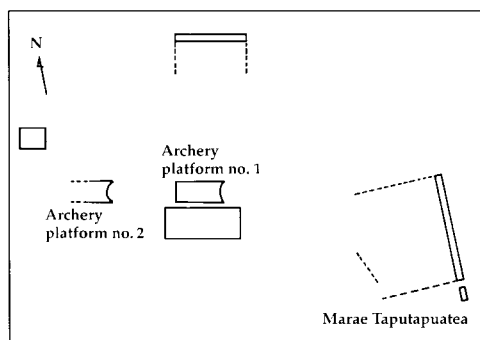 N
Archery
platform no. 1
Archery
platform no. 2
Marae Taputapuatea